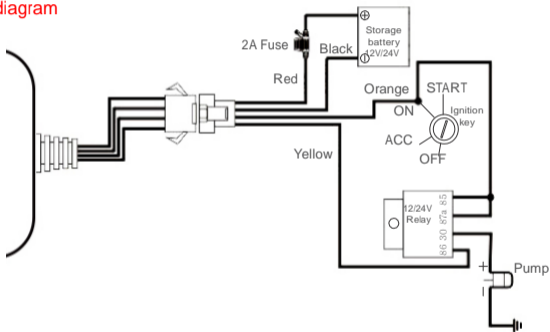 diagram
2A Fuse
Storage
battery
12V/24V
Black
Red
Orange
START
ON
Ignition
key
ACC
OFF
Yellow
12/24V
Relay
86 30 87a 85
Pump